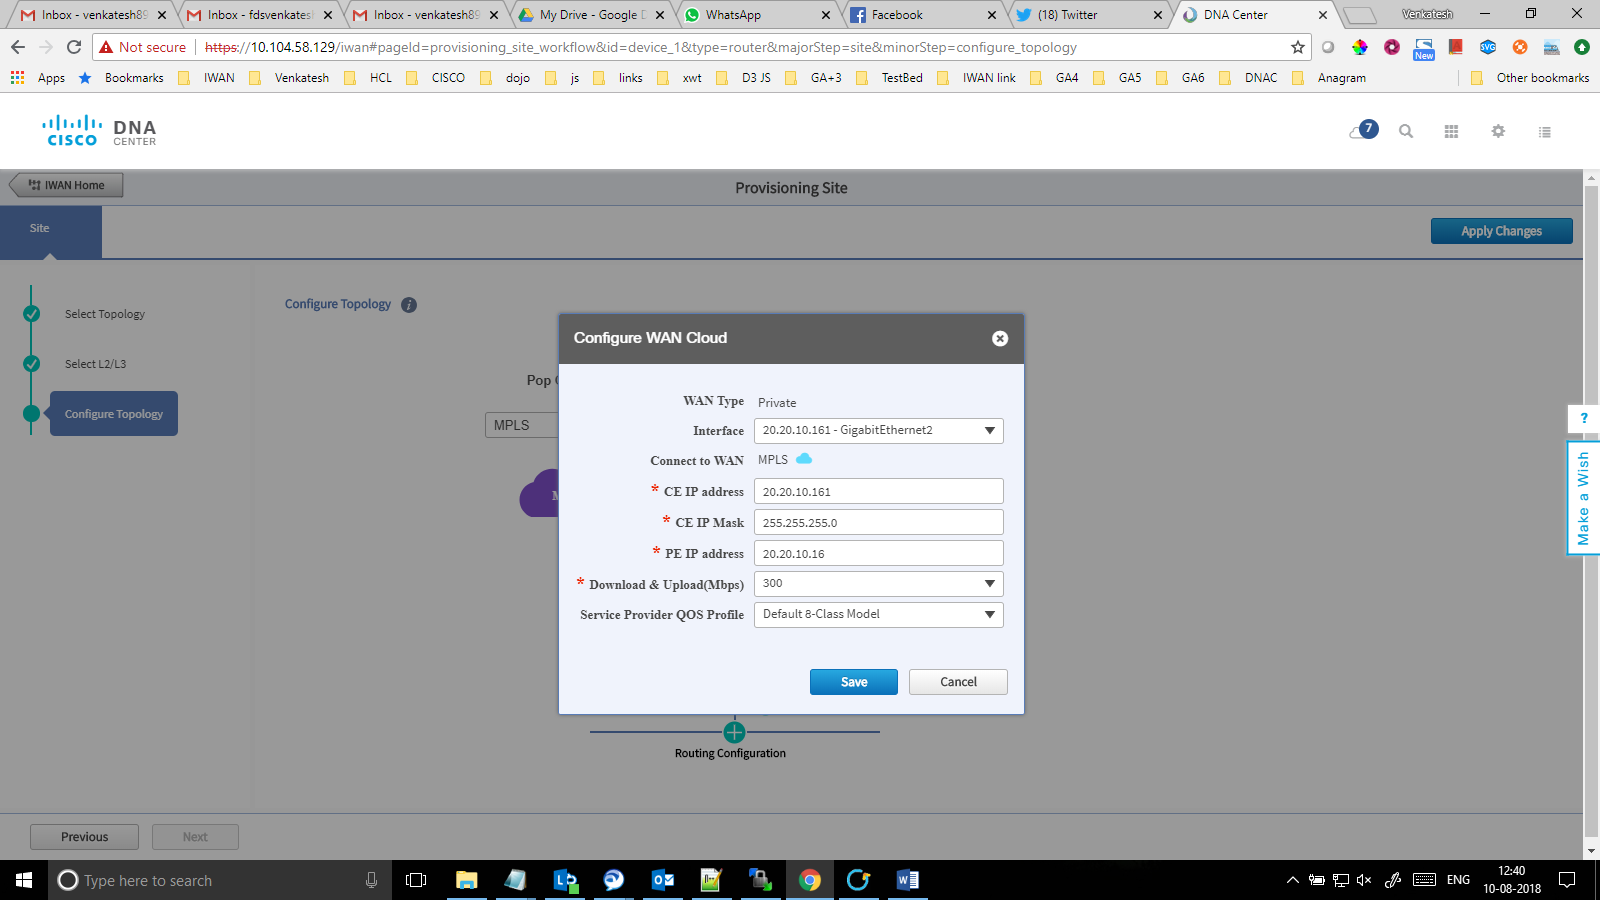 Inbox - venkatesh89 Inbox - fdsvenkates Inbox - venkatesh89 My Drive - Google D WhatsApp Facebook (18) Twitter DNA Center Venkatesh
Not secure https://10.104.58.129/iwan#pageId=provisioning_site_workflow&id=device_1&type=router&majorStep=site&minorStep=configure_topology
New
SVG
Apps Bookmarks IWAN Venkatesh HCL CISCO dojo js links xwt D3 JS GA+3 TestBed IWAN link GA4 GA5 GA6 DNAC Anagram Other bookmarks
CISCO
DNA
CENTER
7
IWAN Home
Provisioning Site
Site
Apply Changes
Select Topology
Select L2/L3
Configure Topology
Configure Topology i
Pop
MPLS
Configure WAN Cloud
WAN Type Private
Interface 20.20.10.161 - GigabitEthernet2
Connect to WAN MPLS
* CE IP address 20.20.10.161
* CE IP Mask 255.255.255.0
* PE IP address 20.20.10.16
* Download & Upload(Mbps) 300
Service Provider QOS Profile Default 8-Class Model
Save Cancel
Routing Configuration
?
Make a Wish
Previous Next
Type here to search
ENG
12:40
10-08-2018